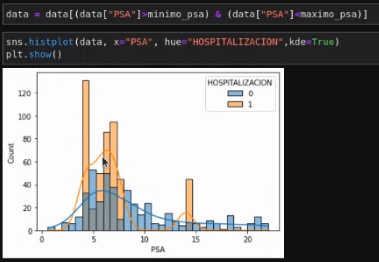 data = data[(data["PSA"]>minimo_psa) & (data["PSA"]<maximo_psa)]
sns.histplot(data, x="PSA", hue="HOSPITALIZACION",kde=True)
plt.show()
HOSPITALIZACION
0
1
120
100
80
60
40
20
0
Count
0 5 10 15 20
PSA